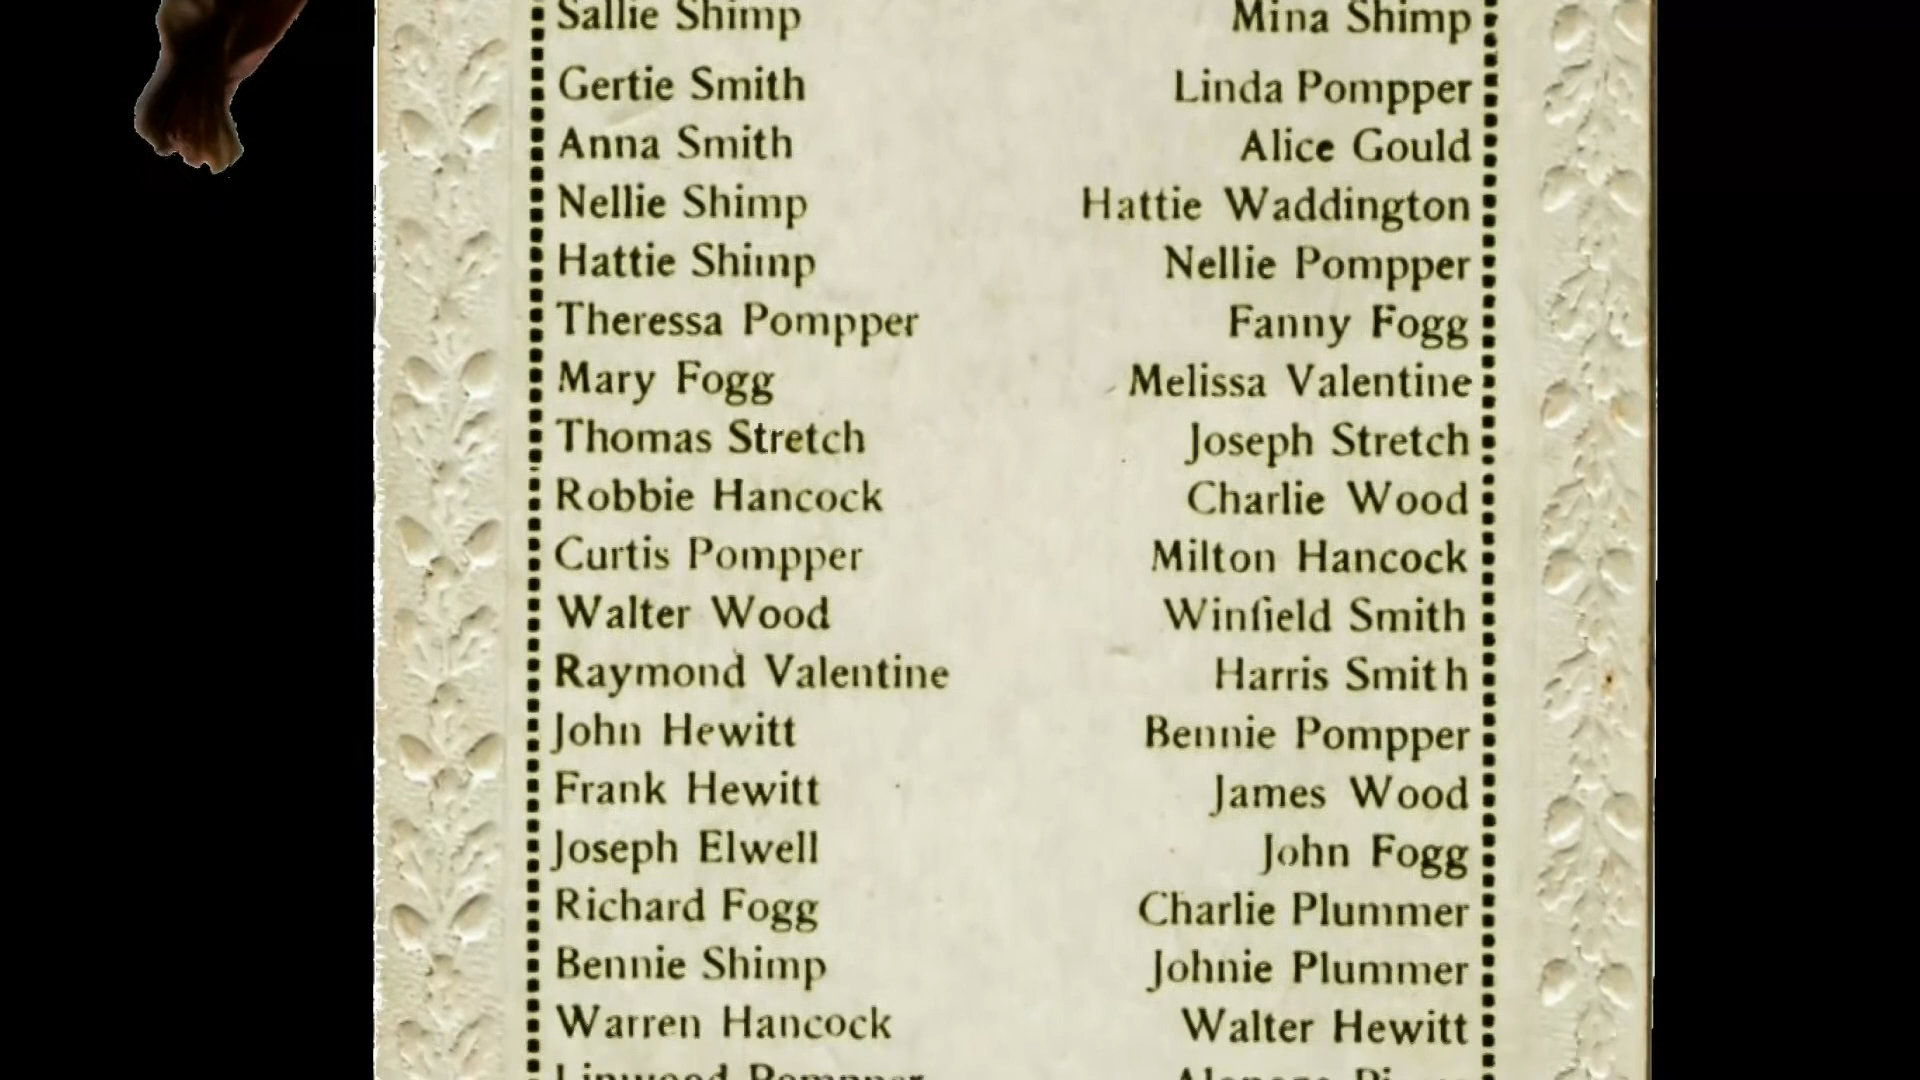 Sallie Shimp Mina Shimp
Gertie Smith Linda Pompper
Anna Smith Alice Gould
Nellie Shimp Hattie Waddington
Hattie Shimp Nellie Pompper
Theressa Pompper Fanny Fogg
Mary Fogg Melissa Valentine
Thomas Stretch Joseph Stretch
Robbie Hancock Charlie Wood
Curtis Pompper Milton Hancock
Walter Wood Winfield Smith
Raymond Valentine Harris Smith
John Hewitt Bennie Pompper
Frank Hewitt James Wood
Joseph Elwell John Fogg
Richard Fogg Charlie Plummer
Bennie Shimp Johnie Plummer
Warren Hancock Walter Hewitt
Linwood Pompper